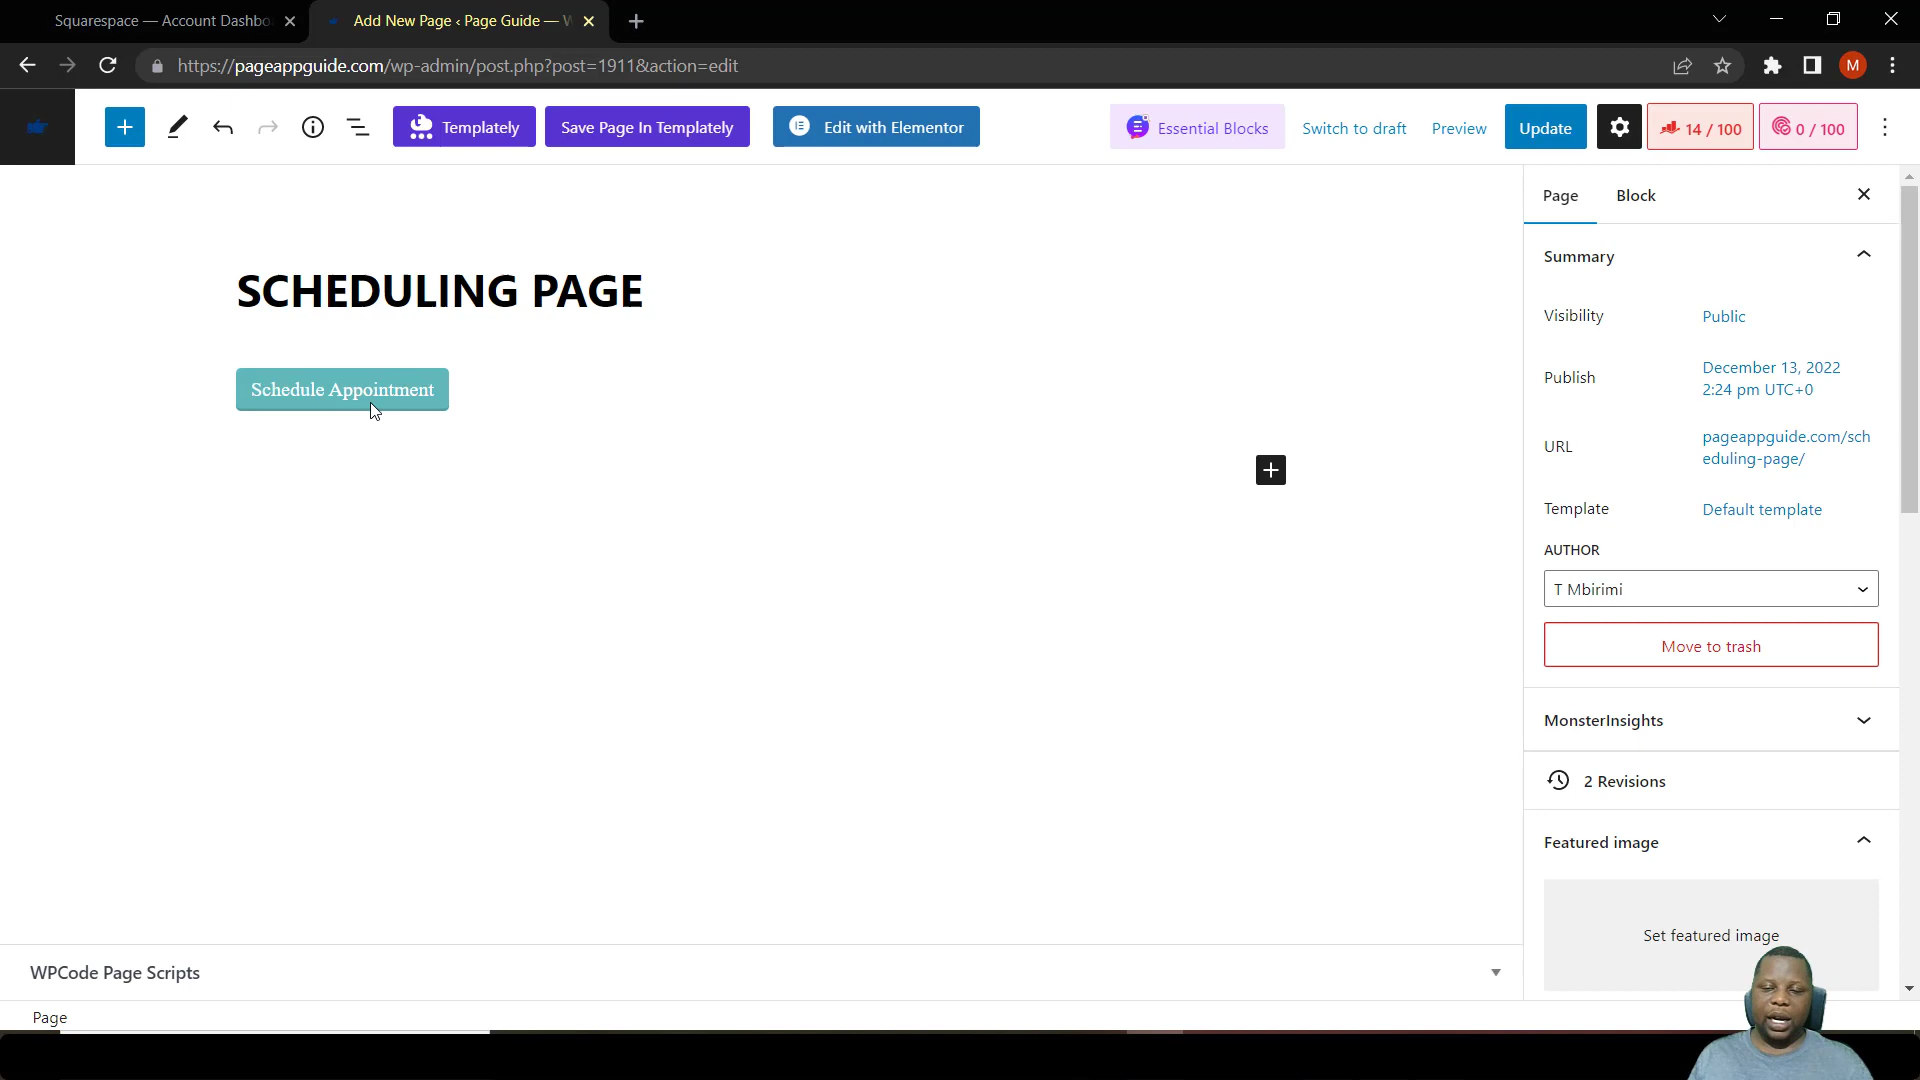 Squarespace — Account Dashbo
Add New Page ‹ Page Guide — W
https://pageappguide.com/wp-admin/post.php?post=1911&action=edit
M
Templately
Save Page In Templately
Edit with Elementor
Essential Blocks
Switch to draft
Preview
Update
14 / 100
0 / 100
Page
Block
Summary
SCHEDULING PAGE
Visibility
Public
Publish
December 13, 2022
2:24 pm UTC+0
Schedule Appointment
URL
pageappguide.com/sch
eduling-page/
Template
Default template
AUTHOR
T Mbirimi
Move to trash
MonsterInsights
2 Revisions
Featured image
Set featured image
WPCode Page Scripts
Page